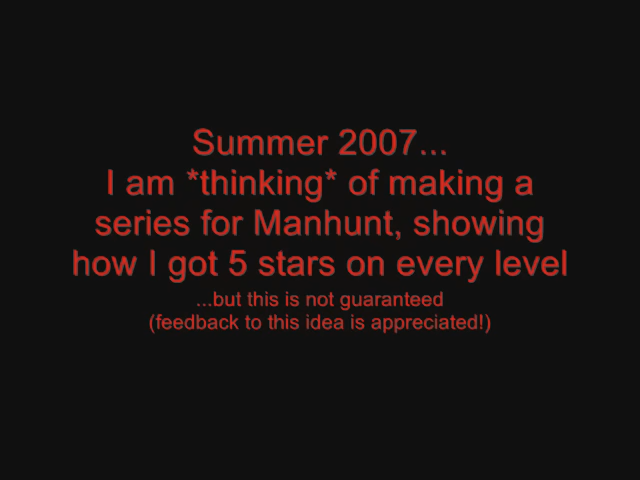 Summer 2007...
I am *thinking* of making a
series for Manhunt, showing
how I got 5 stars on every level
...but this is not guaranteed
(feedback to this idea is appreciated!)